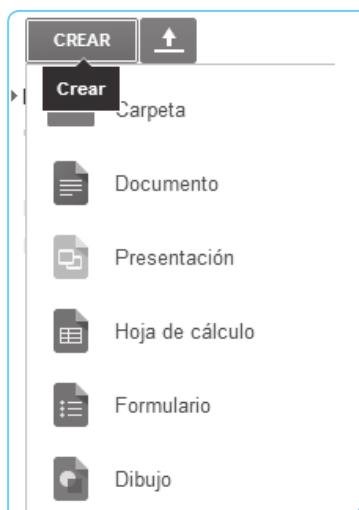 CREAR
Crear
Carpeta
Documento
Presentación
Hoja de cálculo
Formulario
Dibujo